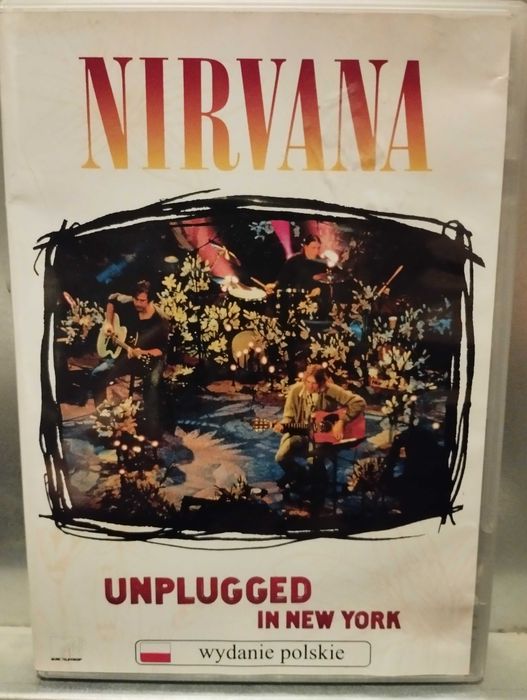 NIRVANA
UNPLUGGED
IN NEW YORK
wydanie polskie